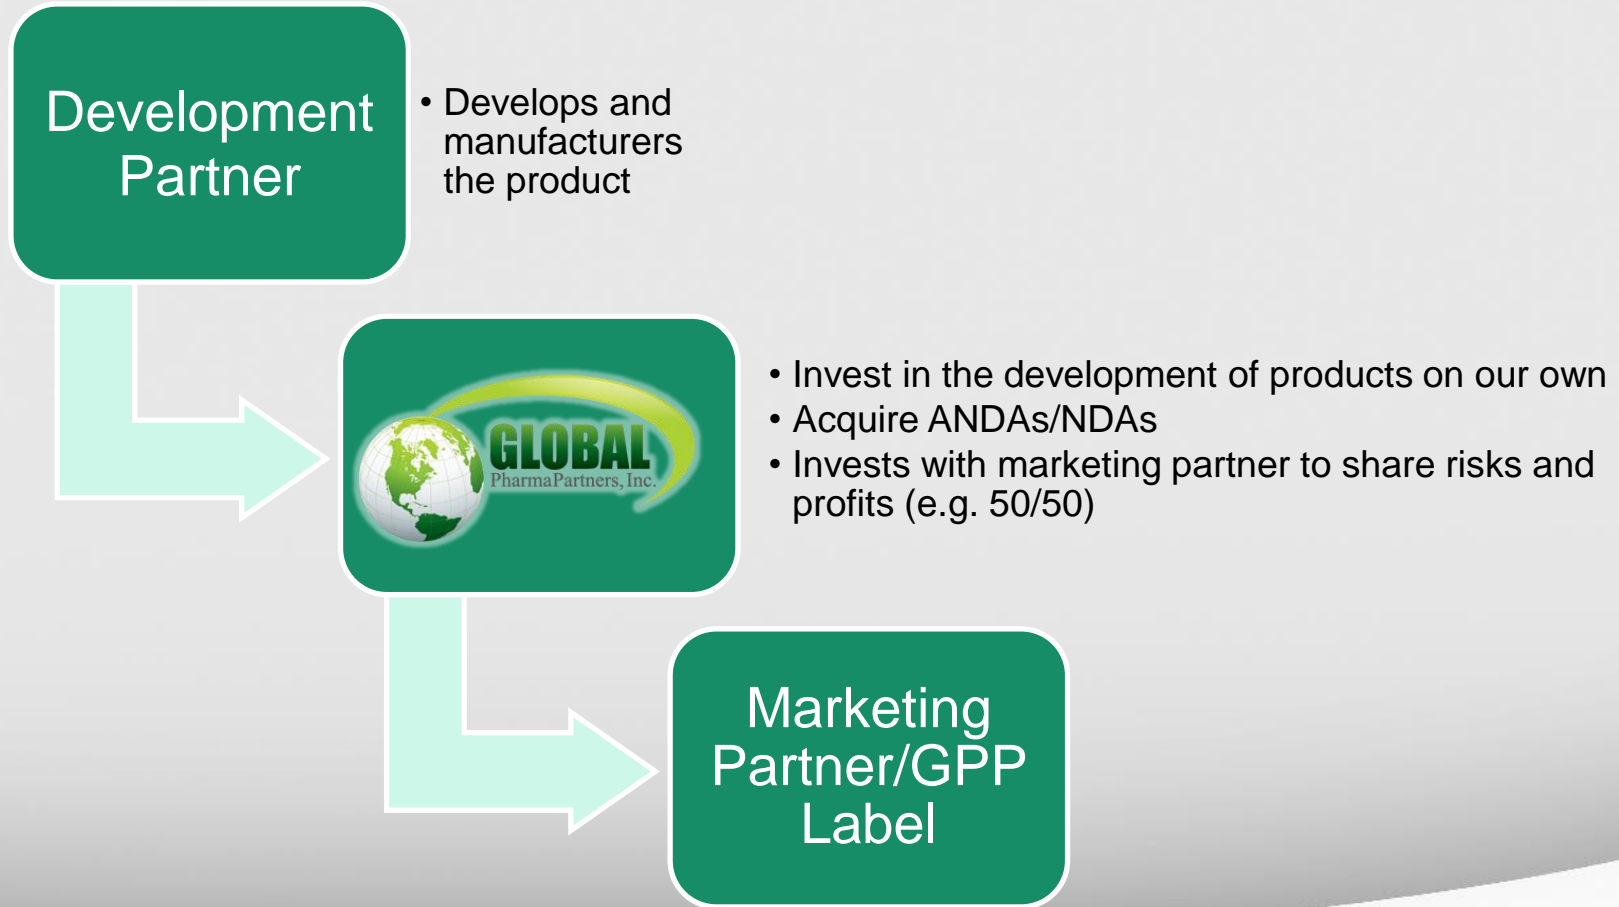 Development
Partner
• Develops and
manufacturers
the product
GLOBAL
PharmaPartners, Inc.
• Invest in the development of products on our own
• Acquire ANDAs/NDAs
• Invests with marketing partner to share risks and
profits (e.g. 50/50)
Marketing
Partner/GPP
Label